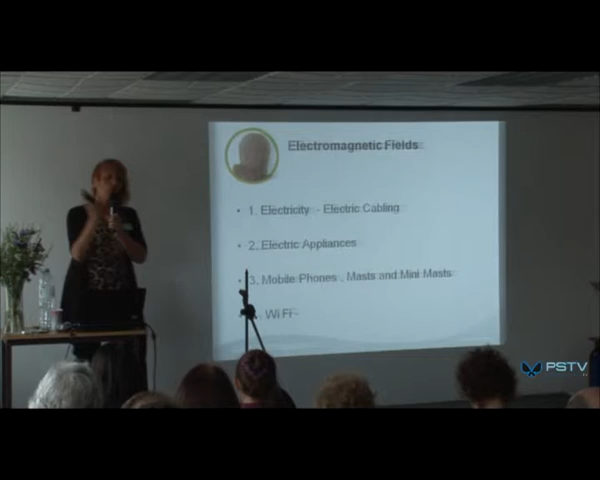 Electromagnetic Fields
• 1. Electricity - Electric Cabling
• 2. Electric Appliances
• 3. Mobile Phones, Masts and Mini Masts
. Wi Fi
PSTV